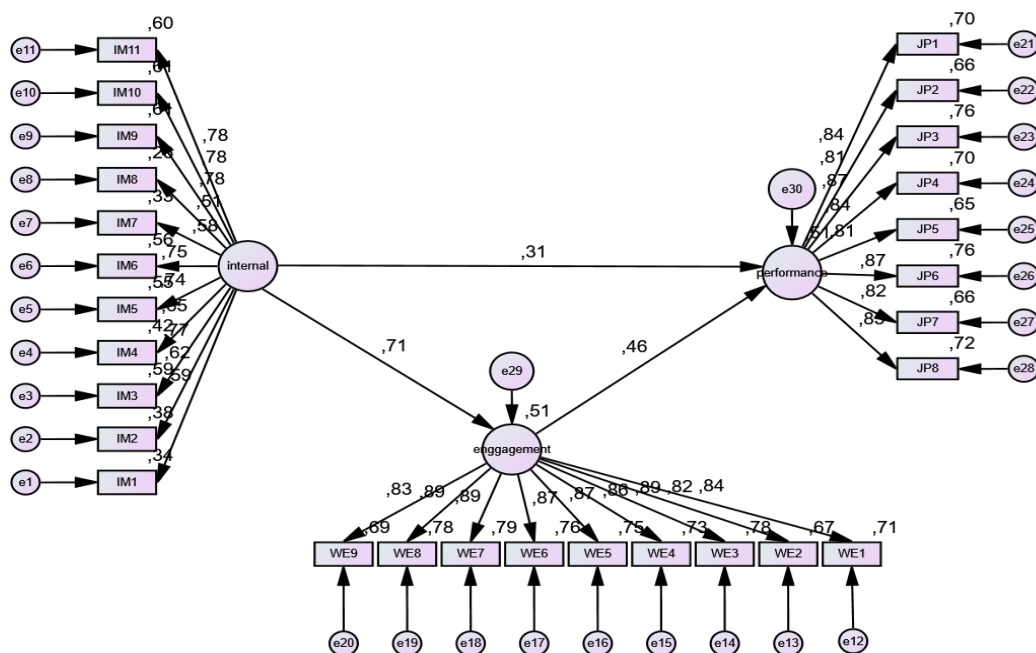 ,60
e11 IM11
,61
e10 IM10
,61
e9 IM9
,26
e8 IM8
,33
e7 IM7
,56
e6 IM6
,55
e5 IM5
,42
e4 IM4
,59
e3 IM3
,38
e2 IM2
,34
e1 IM1
,78
,78
,78
,51
,58
,75
,74
,65
,77
,62
,59
internal
,31
,71
,46
e30
,51
performance
,84
,81
,87
,84
,81
,87
,82
,85
,70
JP1 e21
,66
JP2 e22
,76
JP3 e23
,70
JP4 e24
,65
JP5 e25
,76
JP6 e26
,66
JP7 e27
,72
JP8 e28
e29
,51
enggagement
,83 ,89 ,89 ,87 ,87 ,86 ,89 ,82 ,84
,69 ,78 ,79 ,76 ,75 ,73 ,78 ,67 ,71
WE9 WE8 WE7 WE6 WE5 WE4 WE3 WE2 WE1
e20 e19 e18 e17 e16 e15 e14 e13 e12